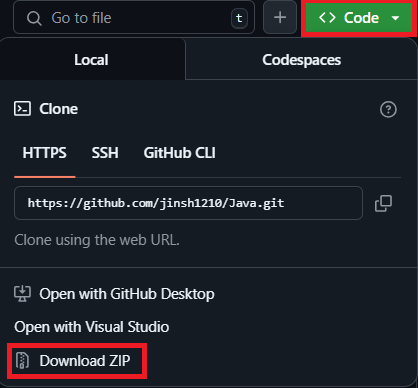 Go to file t + <> Code
Local Codespaces
Clone ?
HTTPS SSH GitHub CLI
https://github.com/jinsh1210/Java.git
Clone using the web URL.
Open with GitHub Desktop
Open with Visual Studio
Download ZIP